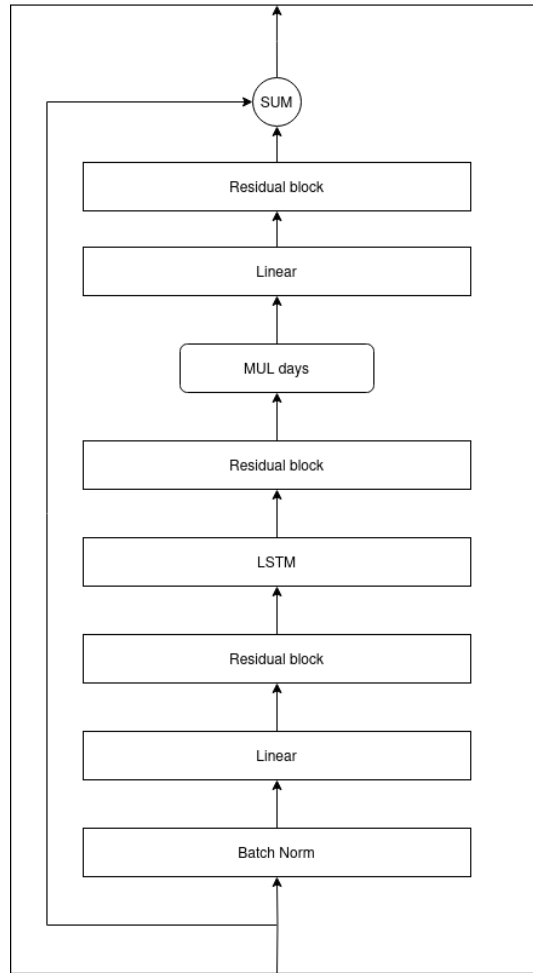 SUM
Residual block
Linear
MUL days
Residual block
LSTM
Residual block
Linear
Batch Norm